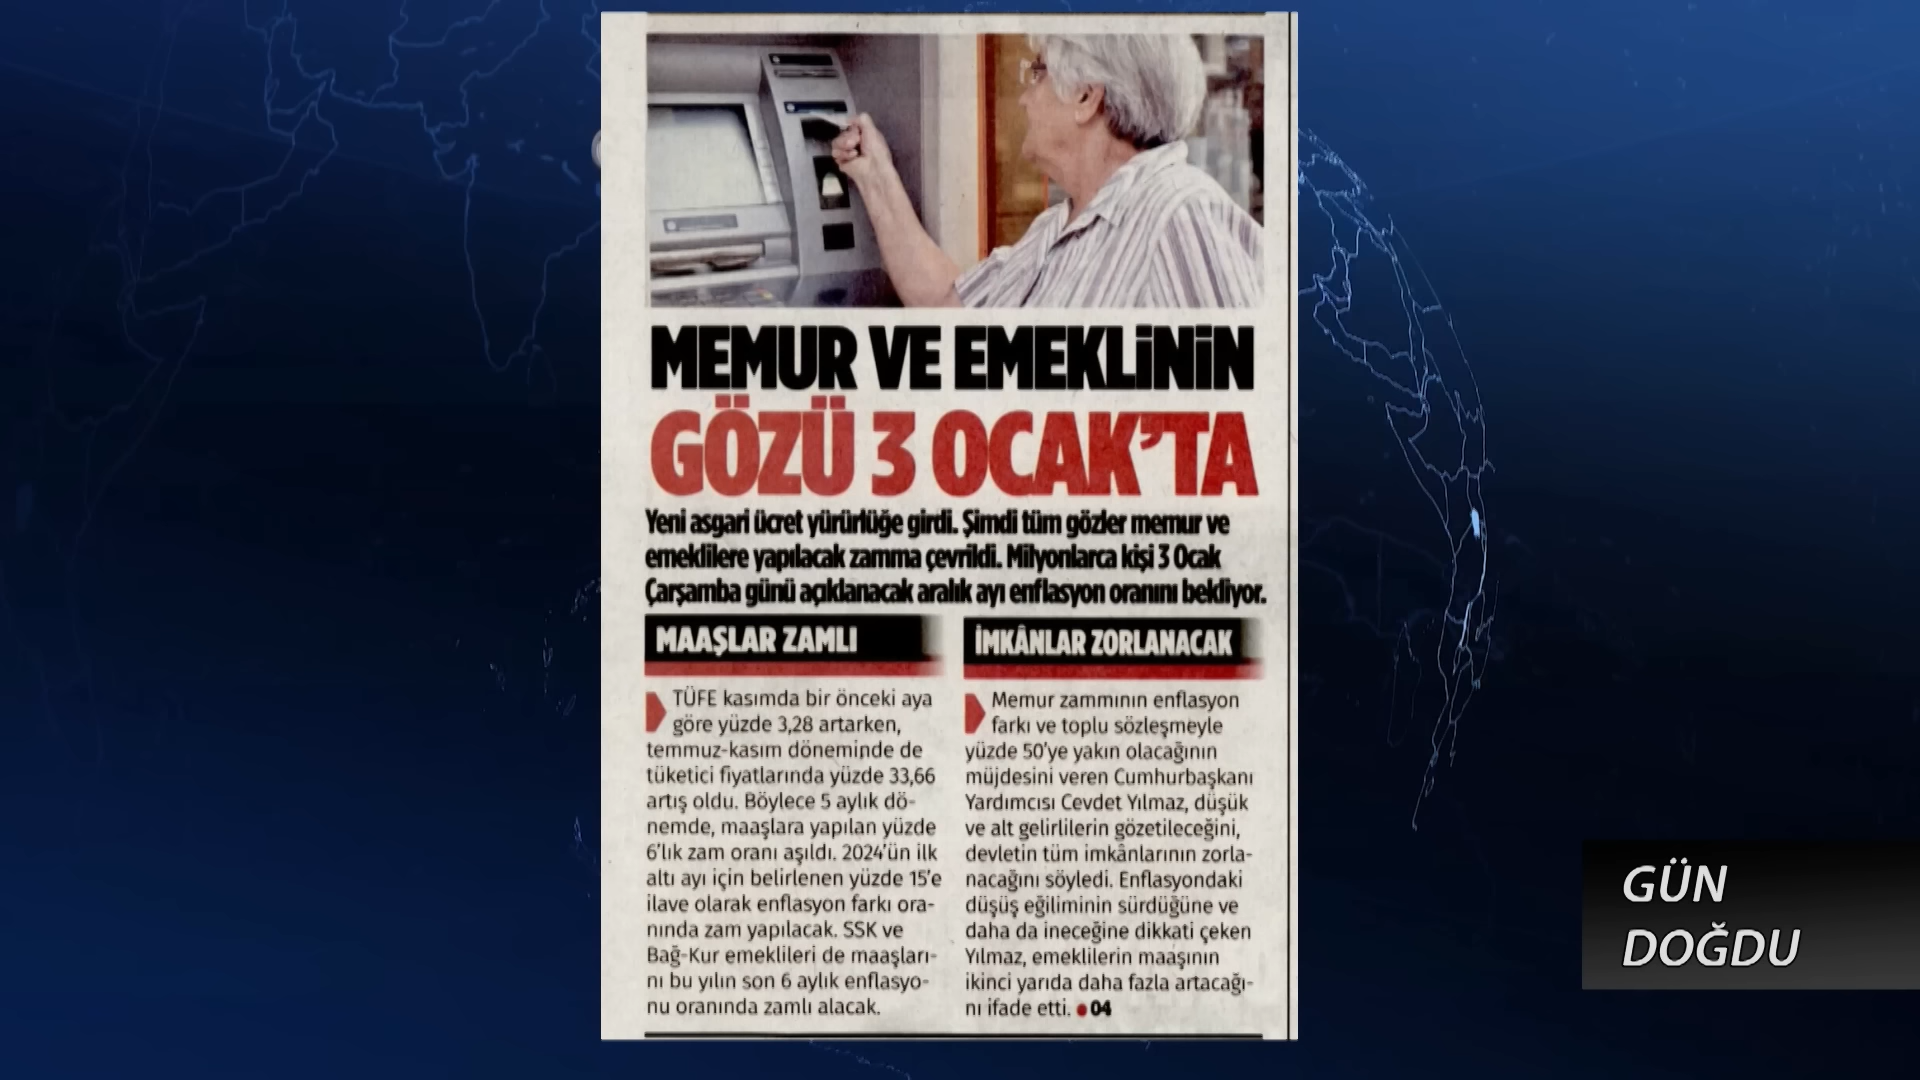 MEMUR VE EMEKLİNİN
GÖZÜ 3 OCAK'TA
Yeni asgari ücret yürürlüğe girdi. Şimdi tüm gözler memur ve
emeklilere yapılacak zamma çevrildi. Milyonlarca kişi 3 Ocak
Çarşamba günü açıklanacak aralık ayı enflasyon oranını bekliyor.
MAAŞLAR ZAMLI
TÜFE kasımda bir önceki aya
göre yüzde 3,28 artarken,
temmuz-kasım döneminde de
tüketici fiyatlarında yüzde 33,66
artış oldu. Böylece 5 aylık dö-
nemde, maaşlara yapılan yüzde
6'lık zam oranı aşıldı. 2024'ün ilk
altı ayı için belirlenen yüzde 15'e
ilave olarak enflasyon farkı ora-
nında zam yapılacak. SSK ve
Bağ-Kur emeklileri de maaşları-
nı bu yılın son 6 aylık enflasyo-
nu oranında zamlı alacak.
İMKÂNLAR ZORLANACAK
Memur zammının enflasyon
farkı ve toplu sözleşmeyle
yüzde 50'ye yakın olacağının
müjdesini veren Cumhurbaşkanı
Yardımcısı Cevdet Yılmaz, düşük
ve alt gelirlilerin gözetileceğini,
devletin tüm imkânlarının zorla-
nacağını söyledi. Enflasyondaki
düşüş eğiliminin sürdüğüne ve
daha da ineceğine dikkati çeken
Yılmaz, emeklilerin maaşının
ikinci yarıda daha fazla artacağı-
nı ifade etti. ● 04
GÜN
DOĞDU